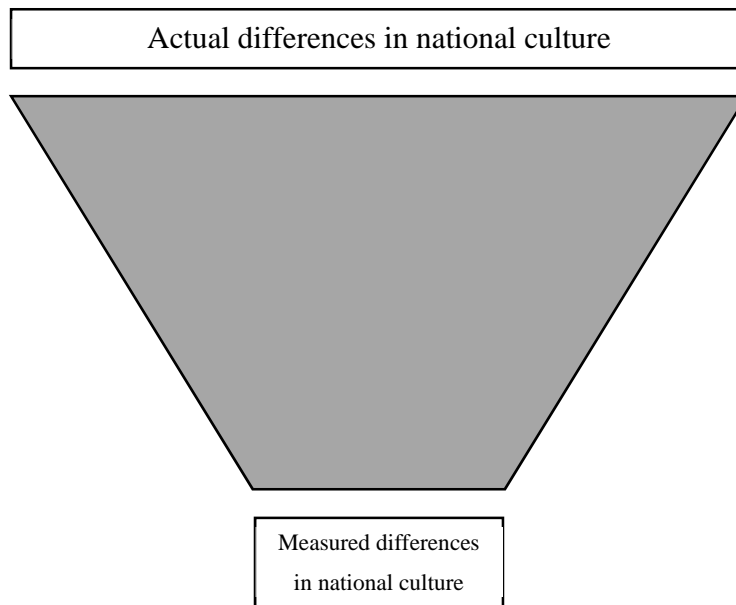 Actual differences in national culture
Measured differences
in national culture